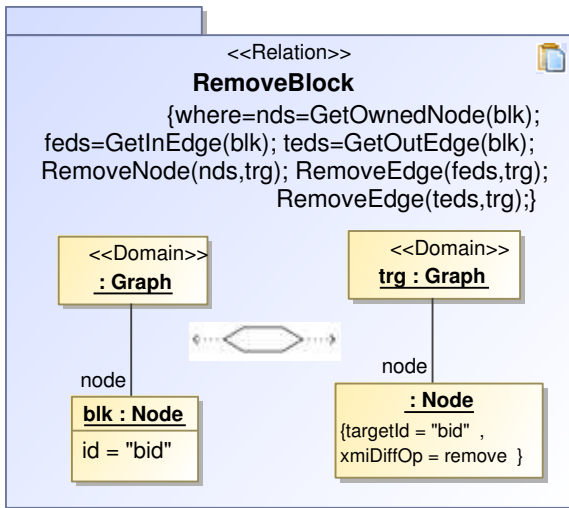 <<Relation>>
RemoveBlock
{where=nds=GetOwnedNode(blk);
feds=GetInEdge(blk); teds=GetOutEdge(blk);
RemoveNode(nds,trg); RemoveEdge(feds,trg);
RemoveEdge(teds,trg);}
<<Domain>>
: Graph
<<Domain>>
trg : Graph
node
node
blk : Node
id = "bid"
: Node
{targetId = "bid" ,
xmiDiffOp = remove }